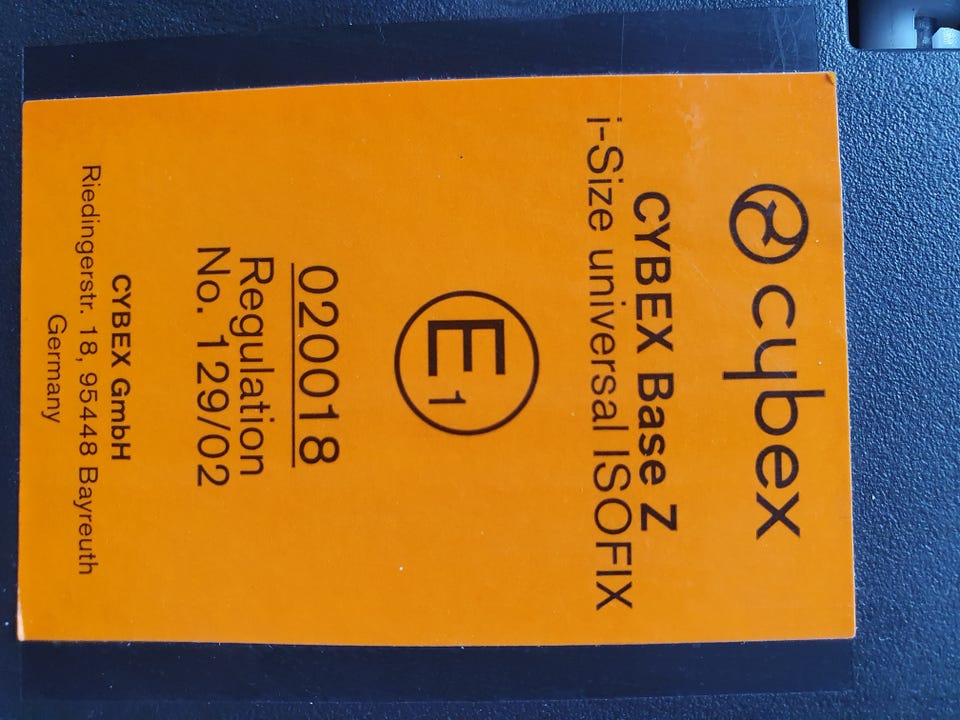 cybex
CYBEX Base Z
i-Size universal ISOFIX
E1
020018
Regulation
No. 129/02
CYBEX GmbH
Riedingerstr. 18, 95448 Bayreuth
Germany